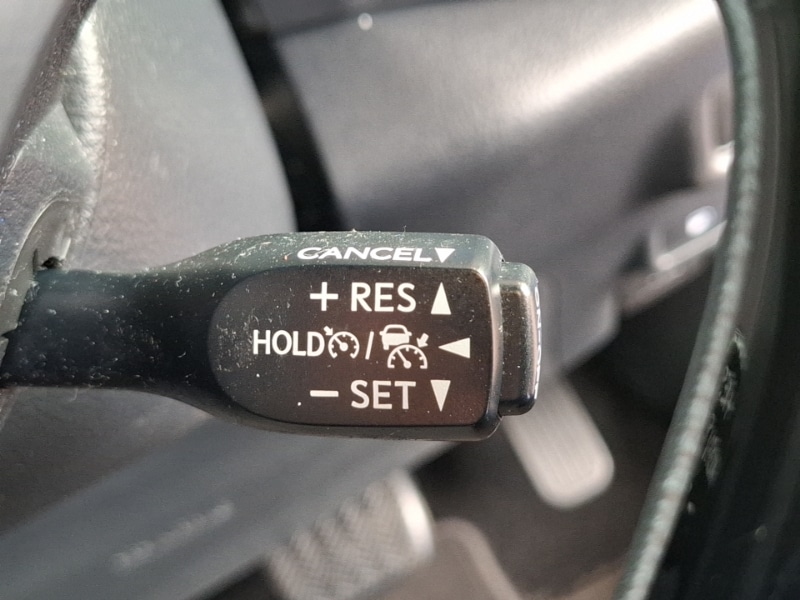 CANCEL▼
+ RES ▲
HOLD / ◀
− SET ▼